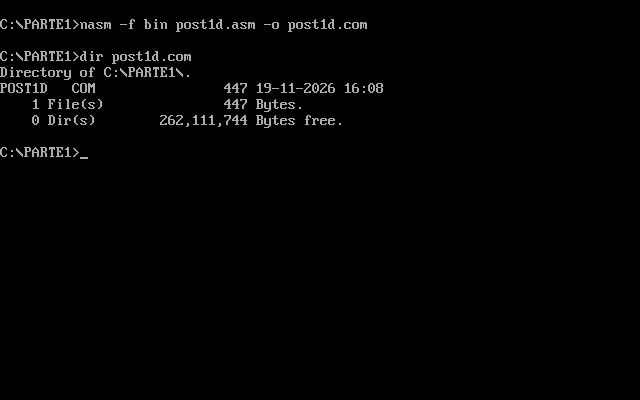 C:\PARTE1>nasm -f bin post1d.asm -o post1d.com
C:\PARTE1>dir post1d.com
Directory of C:\PARTE1\.
POST1D   COM                447 19-11-2026 16:08
    1 File(s)               447 Bytes.
    0 Dir(s)        262,111,744 Bytes free.
C:\PARTE1>_